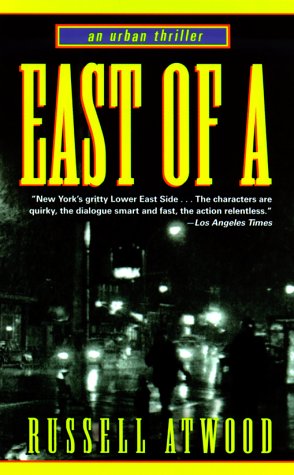 an urban thriller
EAST OF A
"New York's gritty Lower East Side . . . The characters are
quirky, the dialogue smart and fast, the action relentless."
—Los Angeles Times
RUSSELL ATWOOD